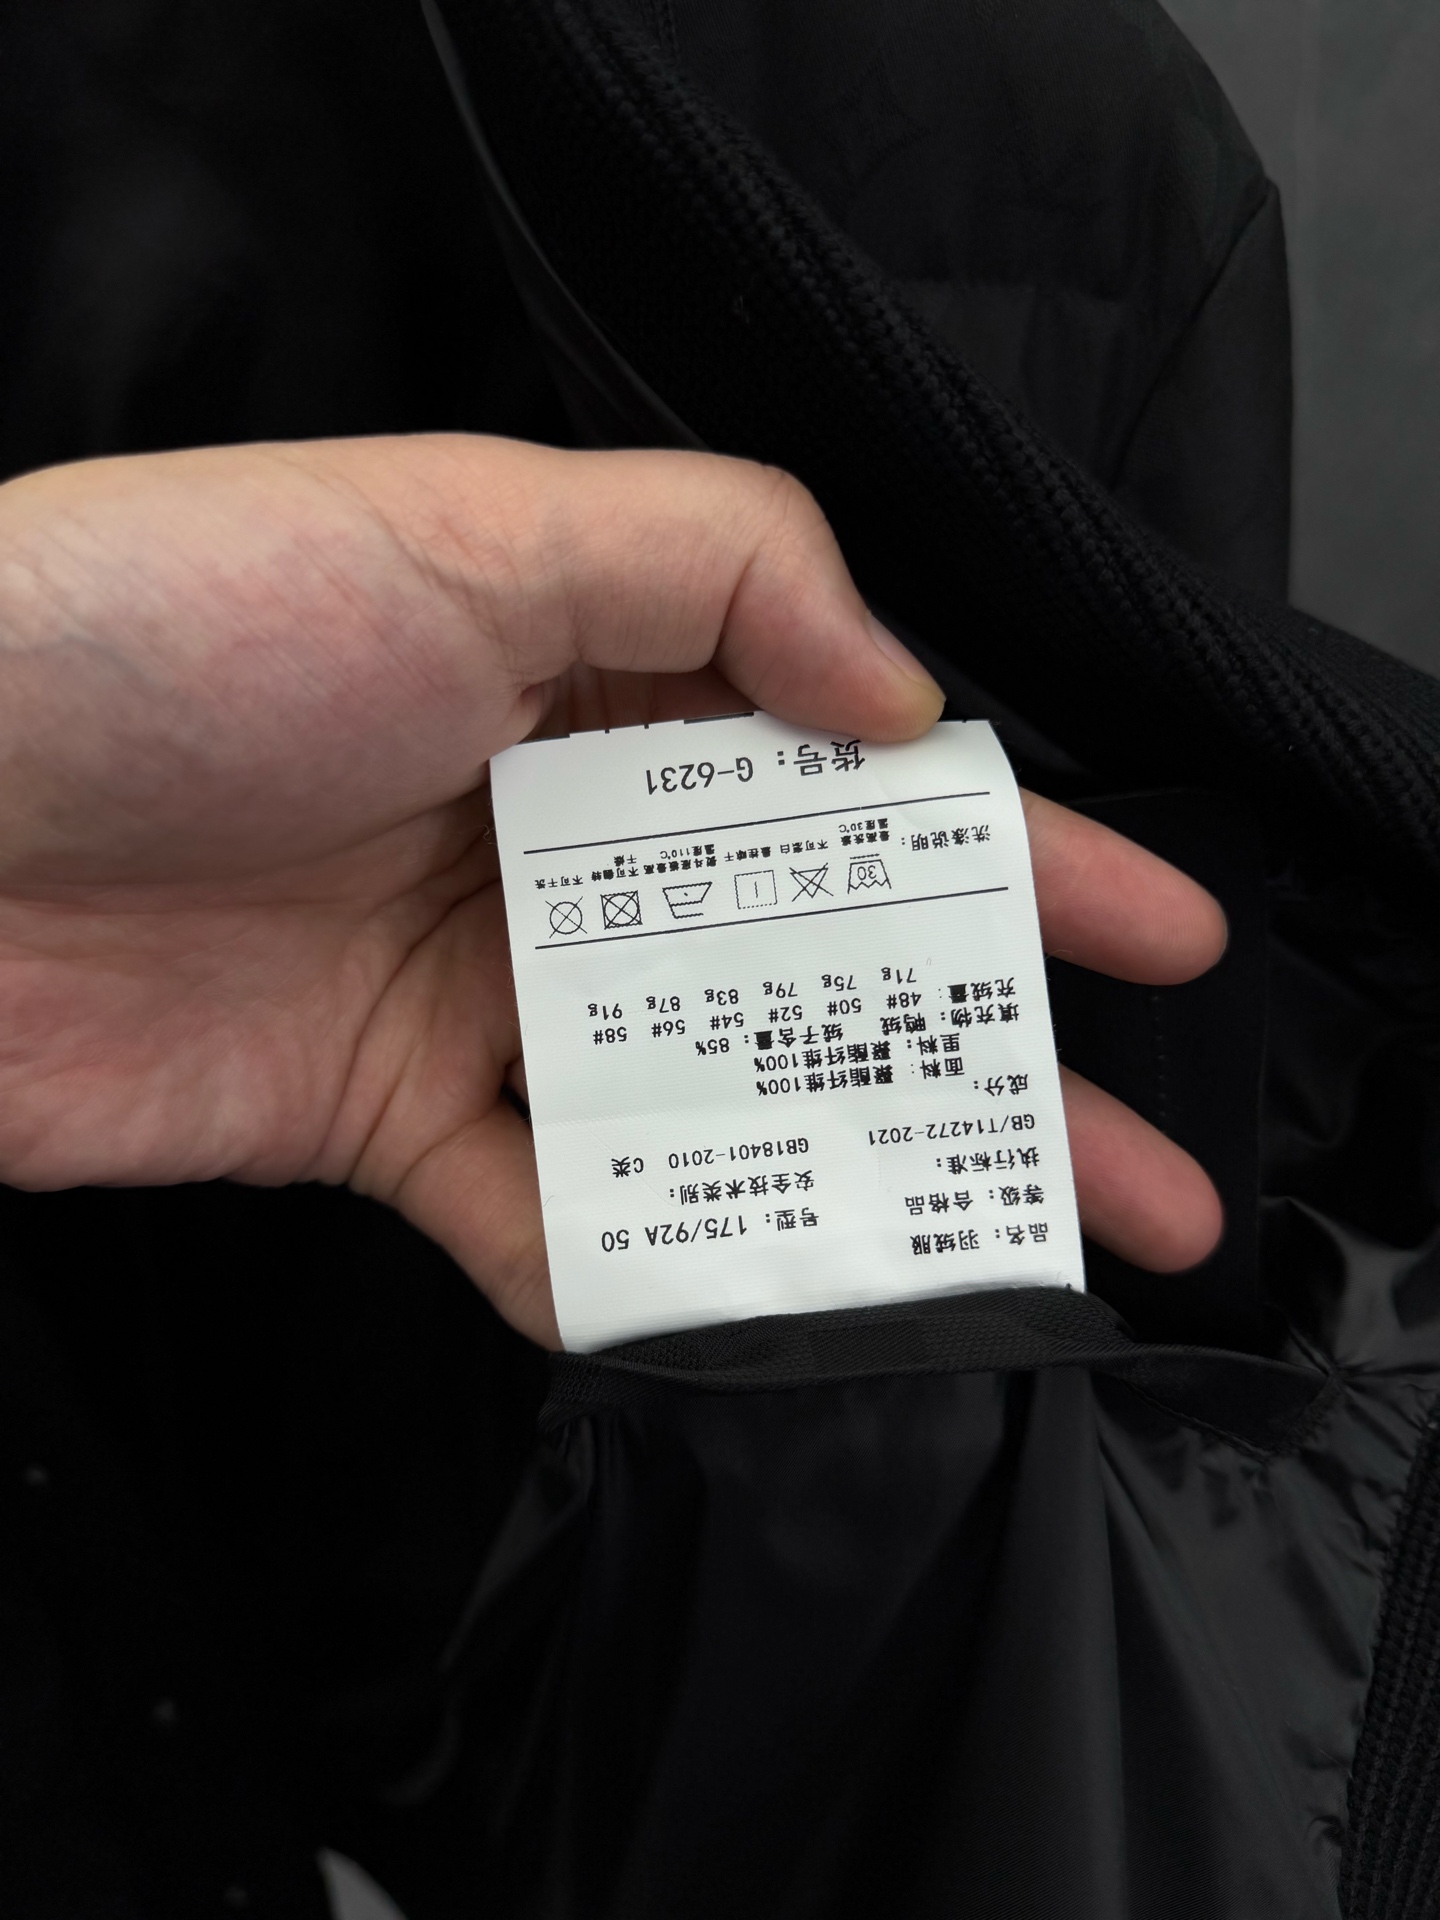 品名：羽绒服 号型：175/92A 50
等级：合格品 安全技术类别：
执行标准： GB18401-2010 C类
GB/T14272-2021
成分：
面料：聚酯纤维100%
里料：聚酯纤维100%
填充物：鸭绒 绒子含量：85%
充绒量：48# 50# 52# 54# 56# 58#
71g 75g 79g 83g 87g 91g
30
洗涤说明：最高洗涤温度30℃ 不可漂白 悬挂晾干 熨斗底板最高温度110℃ 不可翻转干燥 不可干洗
货号：G-6231